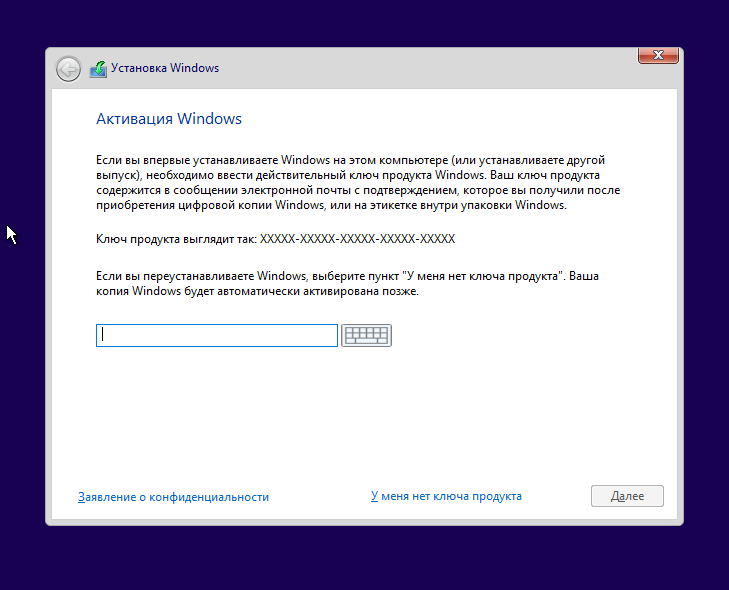 Установка Windows
Активация Windows
Если вы впервые устанавливаете Windows на этом компьютере (или устанавливаете другой
выпуск), необходимо ввести действительный ключ продукта Windows. Ваш ключ продукта
содержится в сообщении электронной почты с подтверждением, которое вы получили после
приобретения цифровой копии Windows, или на этикетке внутри упаковки Windows.
Ключ продукта выглядит так: XXXXX-XXXXX-XXXXX-XXXXX-XXXXX
Если вы переустанавливаете Windows, выберите пункт "У меня нет ключа продукта". Ваша
копия Windows будет автоматически активирована позже.
Заявление о конфиденциальности
У меня нет ключа продукта
Далее